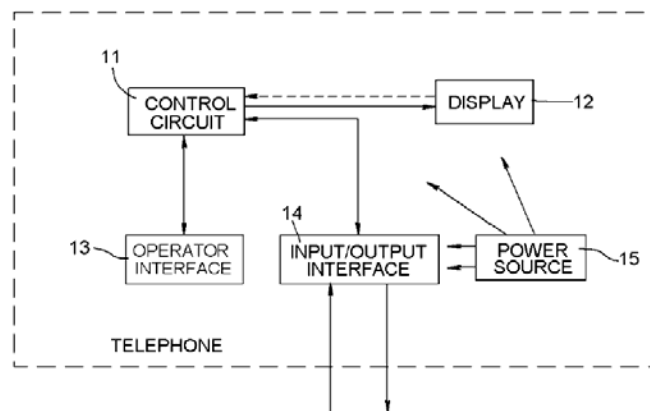 11
CONTROL
CIRCUIT
DISPLAY
12
13
OPERATOR
INTERFACE
14
INPUT/OUTPUT
INTERFACE
POWER
SOURCE
15
TELEPHONE